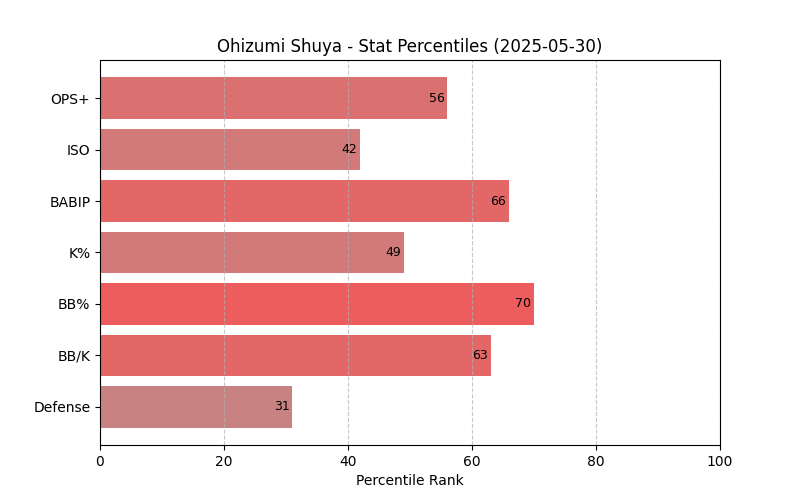 Ohizumi Shuya - Stat Percentiles (2025-05-30)
OPS+ 56
ISO 42
BABIP 66
K% 49
BB% 70
BB/K 63
Defense 31
0 20 40 60 80 100
Percentile Rank